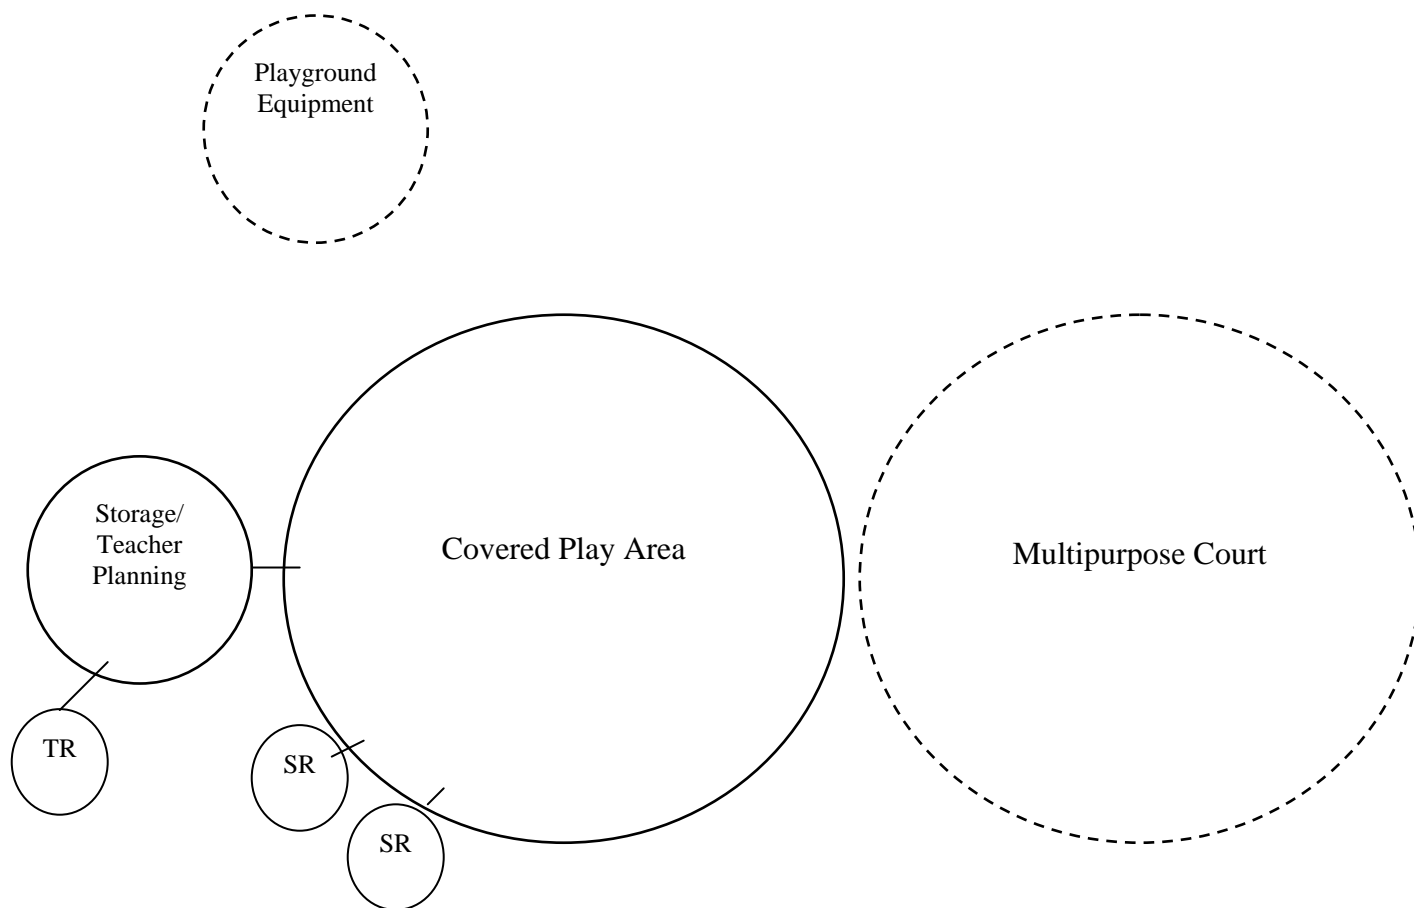 Playground
Equipment
Storage/
Teacher
Planning
Covered Play Area
Multipurpose Court
TR
SR
SR